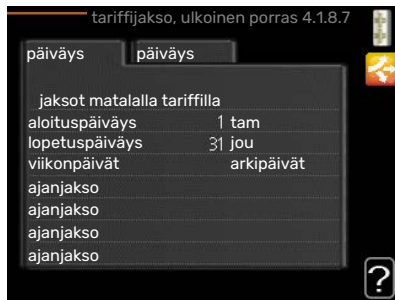 tariffijakso, ulkoinen porras 4.1.8.7
päiväys päiväys
jaksot matalalla tariffilla
aloituspäiväys 1 tam
lopetuspäiväys 31 jou
viikonpäivät arkipäivät
ajanjakso
ajanjakso
ajanjakso
ajanjakso
?